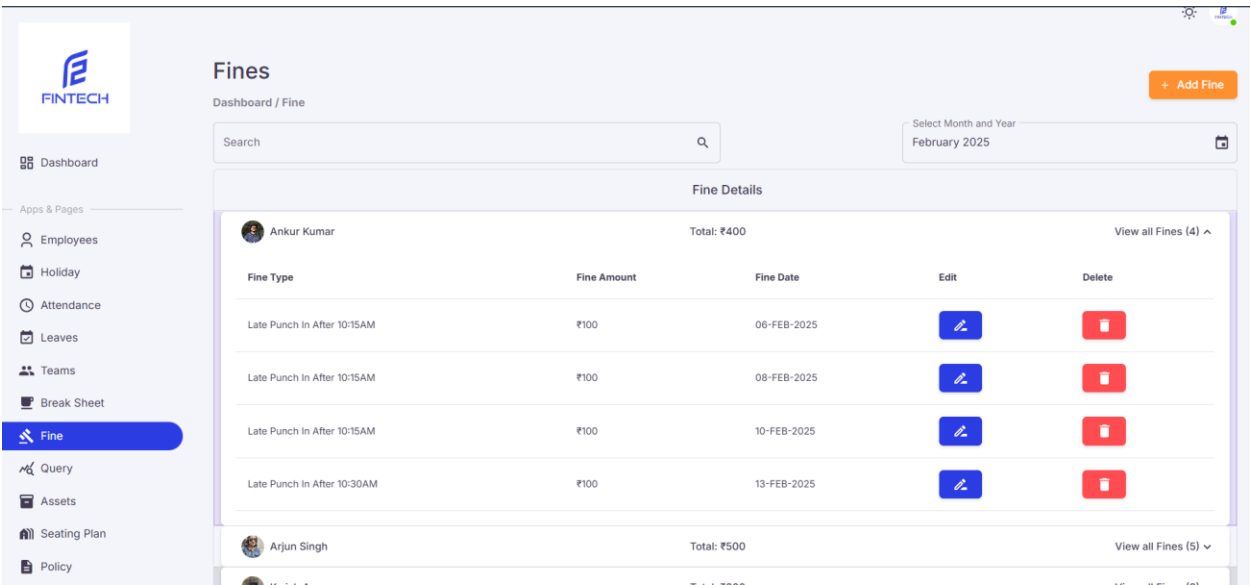 FINTECH
FINTECH
Fines
+ Add Fine
Dashboard / Fine
Search
Select Month and Year
February 2025
Dashboard
Apps & Pages
Employees
Holiday
Attendance
Leaves
Teams
Break Sheet
Fine
Query
Assets
Seating Plan
Policy
Fine Details
Ankur Kumar Total: ₹400 View all Fines (4)
Fine Type Fine Amount Fine Date Edit Delete
Late Punch In After 10:15AM ₹100 06-FEB-2025
Late Punch In After 10:15AM ₹100 08-FEB-2025
Late Punch In After 10:15AM ₹100 10-FEB-2025
Late Punch In After 10:30AM ₹100 13-FEB-2025
Arjun Singh Total: ₹500 View all Fines (5)